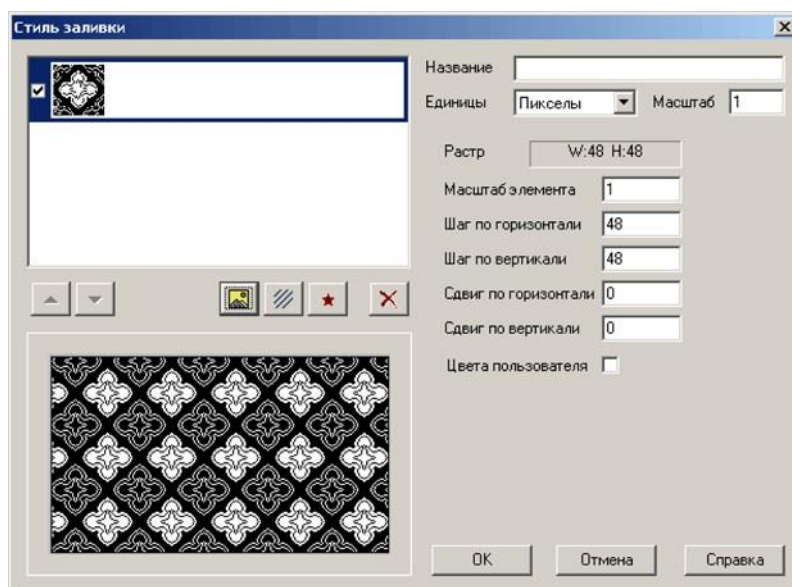 Стиль заливки
Название
Единицы Пикселы Масштаб 1
Растр W:48 H:48
Масштаб элемента 1
Шаг по горизонтали 48
Шаг по вертикали 48
Сдвиг по горизонтали 0
Сдвиг по вертикали 0
Цвета пользователя
OK Отмена Справка